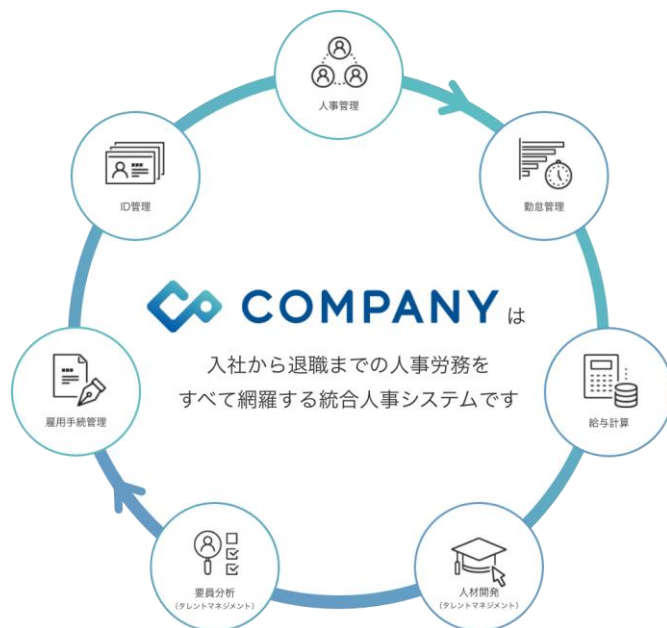 人事管理
ID管理
勤怠管理
COMPANY は
入社から退職までの人事労務を
すべて網羅する統合人事システムです
雇用手続管理
給与計算
要員分析
(タレントマネジメント)
人材開発
(タレントマネジメント)